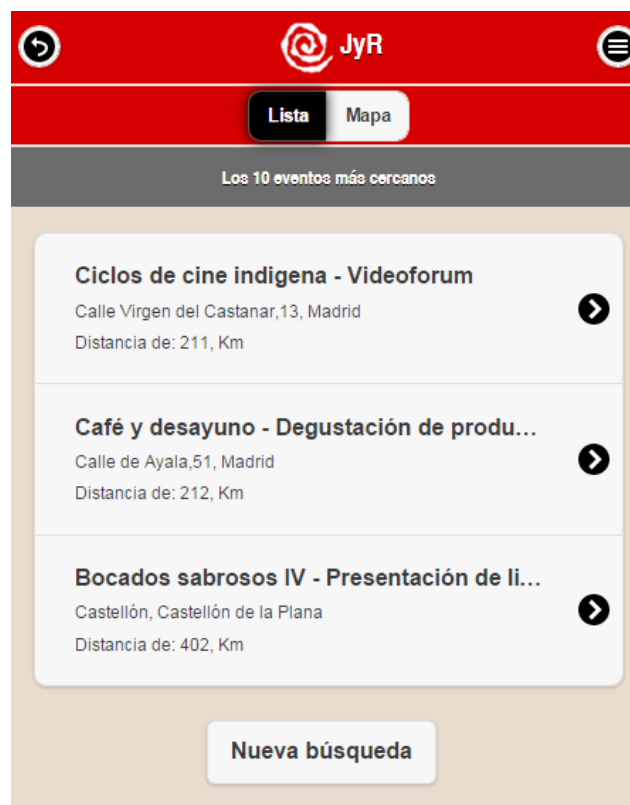 JyR
Lista Mapa
Los 10 eventos más cercanos
Ciclos de cine indigena - Videoforum
Calle Virgen del Castanar,13, Madrid
Distancia de: 211, Km
Café y desayuno - Degustación de produ...
Calle de Ayala,51, Madrid
Distancia de: 212, Km
Bocados sabrosos IV - Presentación de li...
Castellón, Castellón de la Plana
Distancia de: 402, Km
Nueva búsqueda